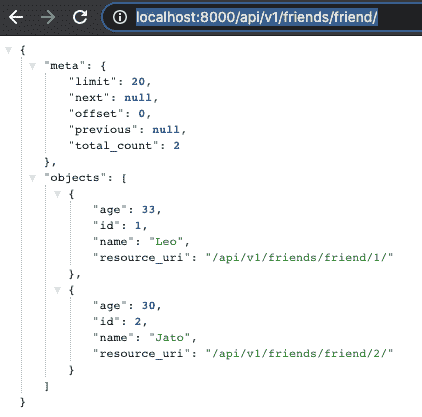 localhost:8000/api/v1/friends/friend/
{
"meta": {
"limit": 20,
"next": null,
"offset": 0,
"previous": null,
"total_count": 2
},
"objects": [
{
"age": 33,
"id": 1,
"name": "Leo",
"resource_uri": "/api/v1/friends/friend/1/"
},
{
"age": 30,
"id": 2,
"name": "Jato",
"resource_uri": "/api/v1/friends/friend/2/"
}
]
}